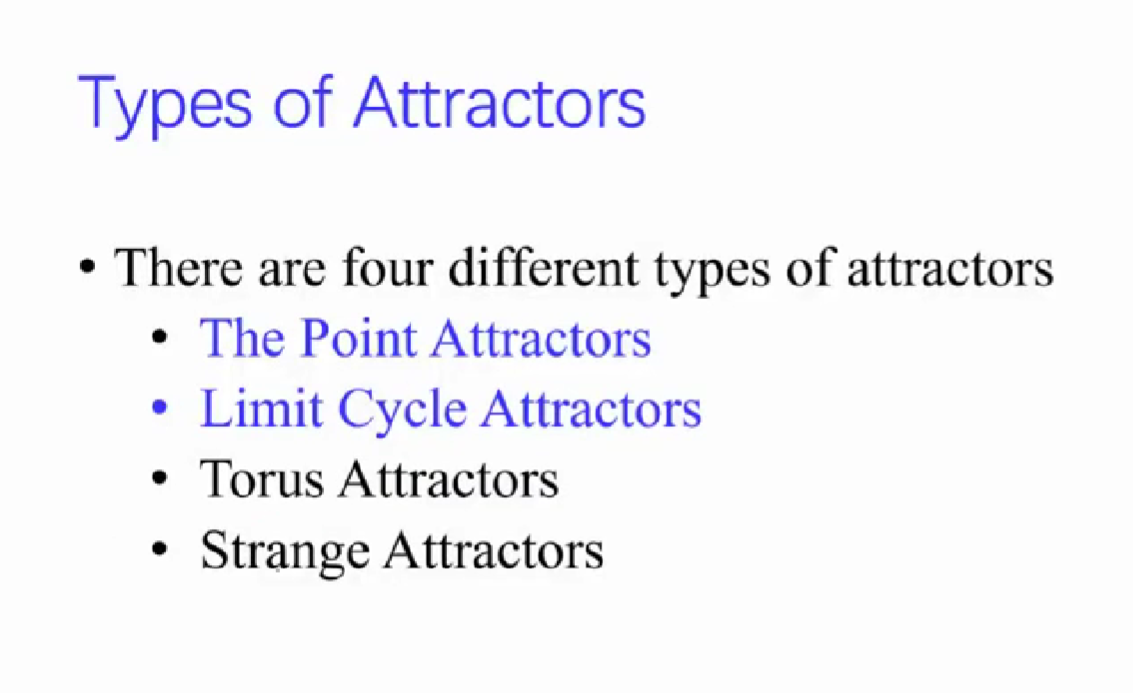 Types of Attractors
• There are four different types of attractors
• The Point Attractors
• Limit Cycle Attractors
• Torus Attractors
• Strange Attractors